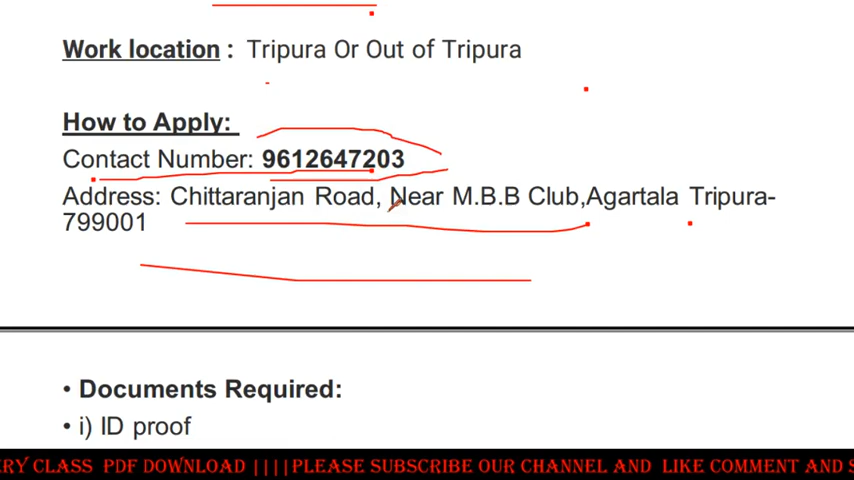 Work location : Tripura Or Out of Tripura
How to Apply:
Contact Number: 9612647203
Address: Chittaranjan Road, Near M.B.B Club,Agartala Tripura-
799001
• Documents Required:
• i) ID proof
ERY CLASS PDF DOWNLOAD ||||PLEASE SUBSCRIBE OUR CHANNEL AND LIKE COMMENT AND S